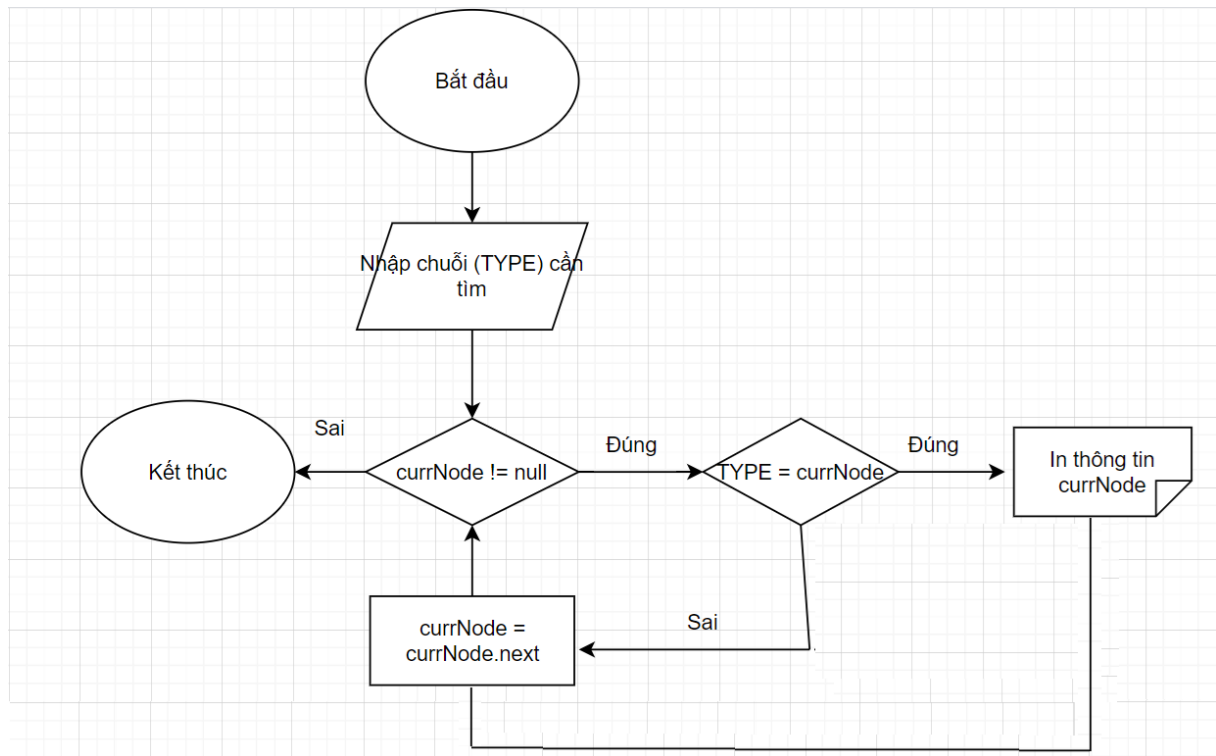 Bắt đầu
Nhập chuỗi (TYPE) cần
tìm
Sai
Đúng
Đúng
Kết thúc
currNode != null
TYPE = currNode
In thông tin
currNode
currNode =
currNode.next
Sai